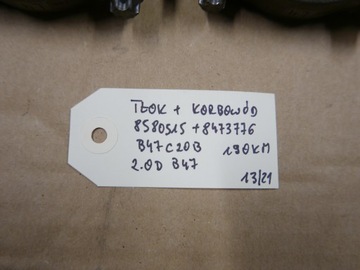 TŁOK + KORBOWÓD
8580515 + 8473776
B47C20B 190KM
2.0D B47
13/21